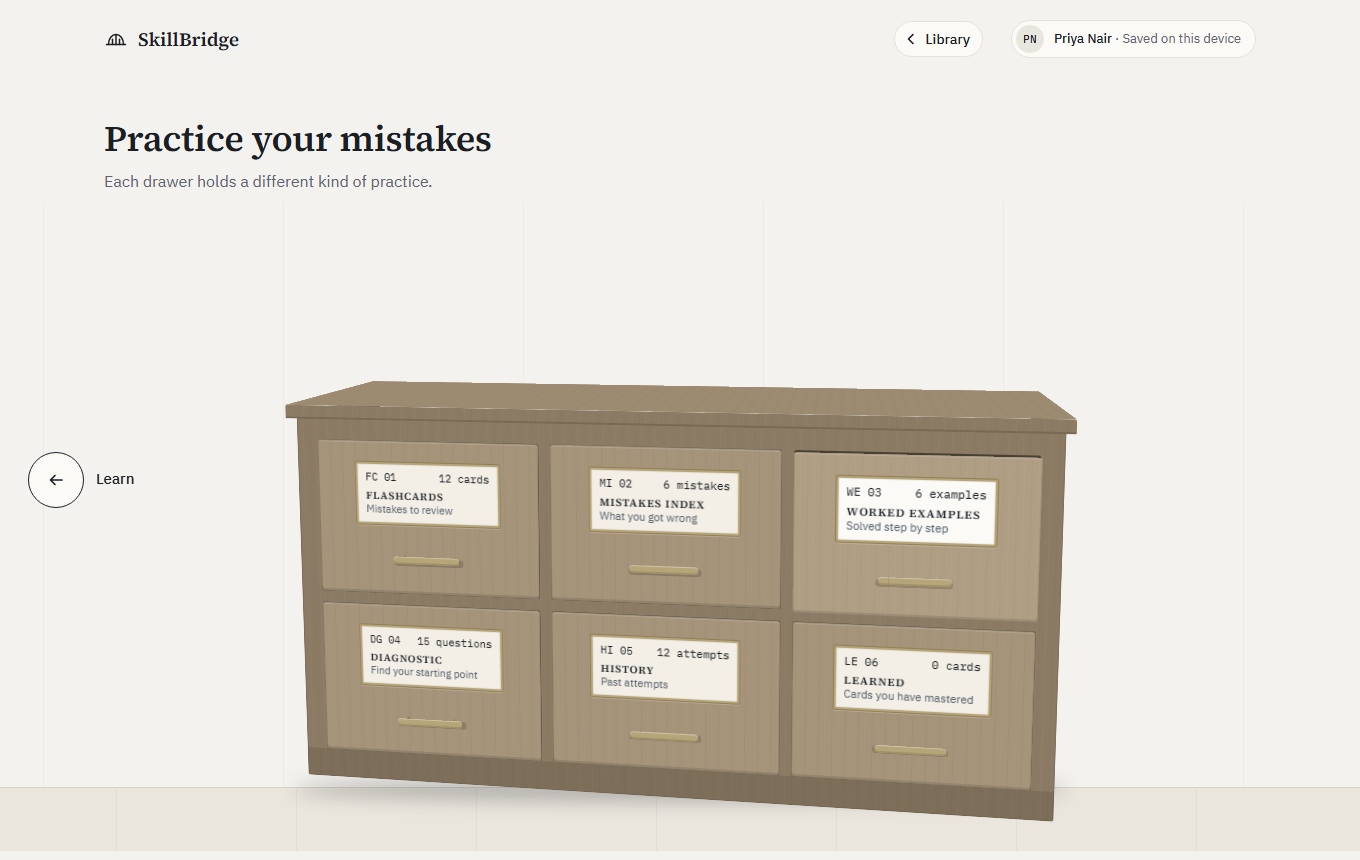 SkillBridge
Library
PN Priya Nair · Saved on this device
Practice your mistakes
Each drawer holds a different kind of practice.
Learn
FC 01 12 cards
FLASHCARDS
Mistakes to review
MI 02 6 mistakes
MISTAKES INDEX
What you got wrong
WE 03 6 examples
WORKED EXAMPLES
Solved step by step
DG 04 15 questions
DIAGNOSTIC
Find your starting point
HI 05 12 attempts
HISTORY
Past attempts
LE 06 0 cards
LEARNED
Cards you have mastered